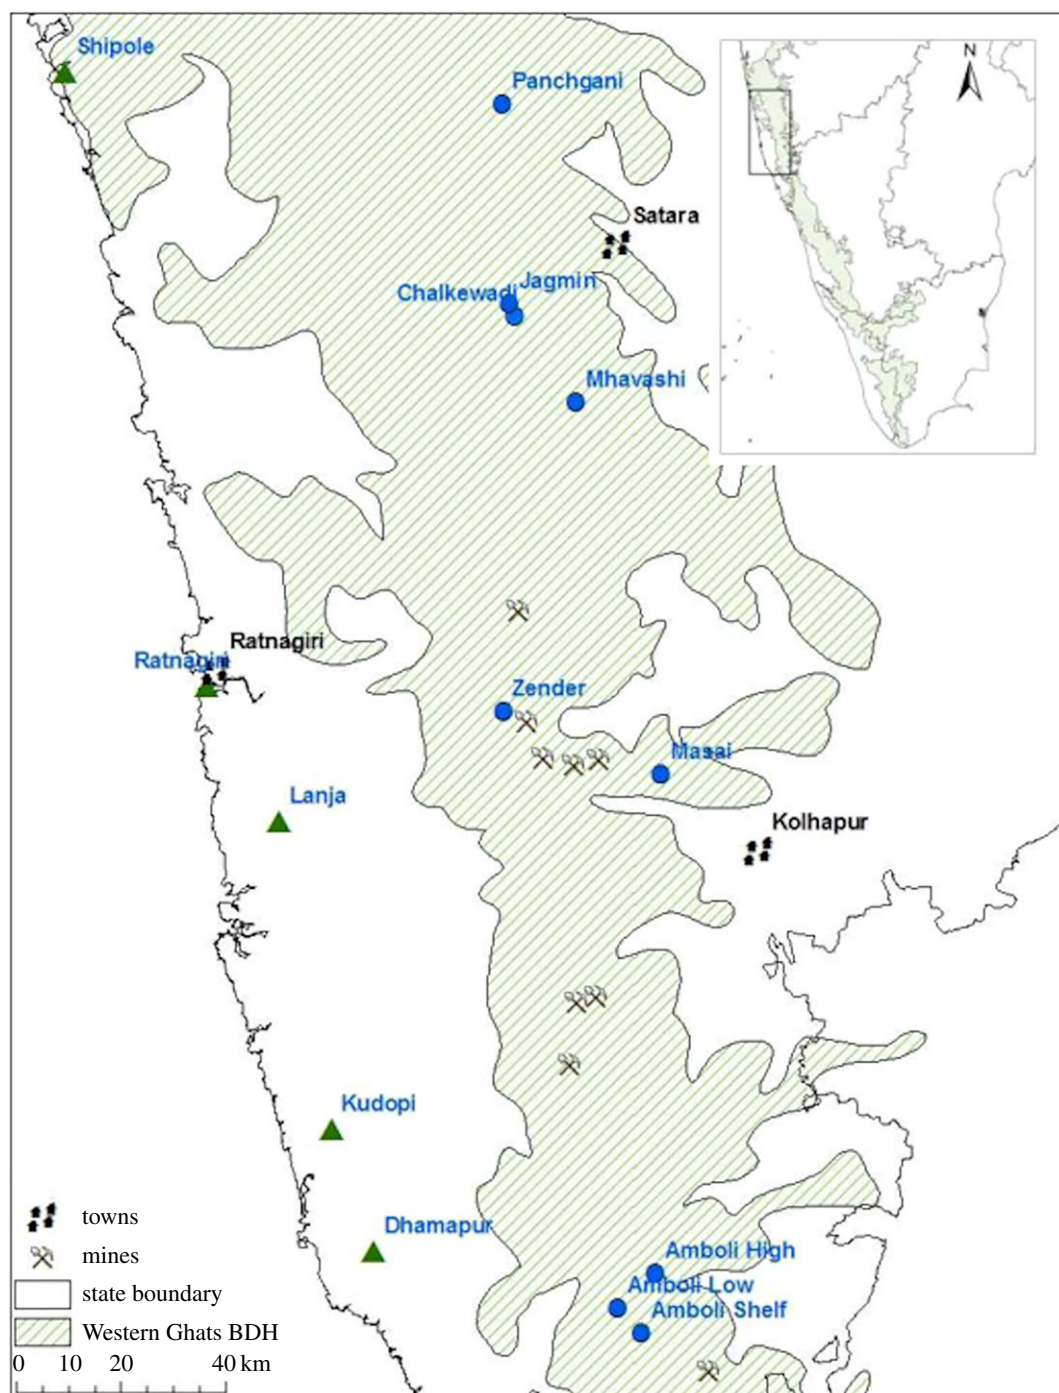 Shipole
Panchgani
N
Satara
Jagmin
Chalkewadi
Mhavashi
Ratnagiri
Ratnagiri
Zender
Masai
Lanja
Kolhapur
Kudopi
towns
Dhamapur
mines
Amboli High
state boundary
Amboli Low
Amboli Shelf
Western Ghats BDH
0 10 20 40 km